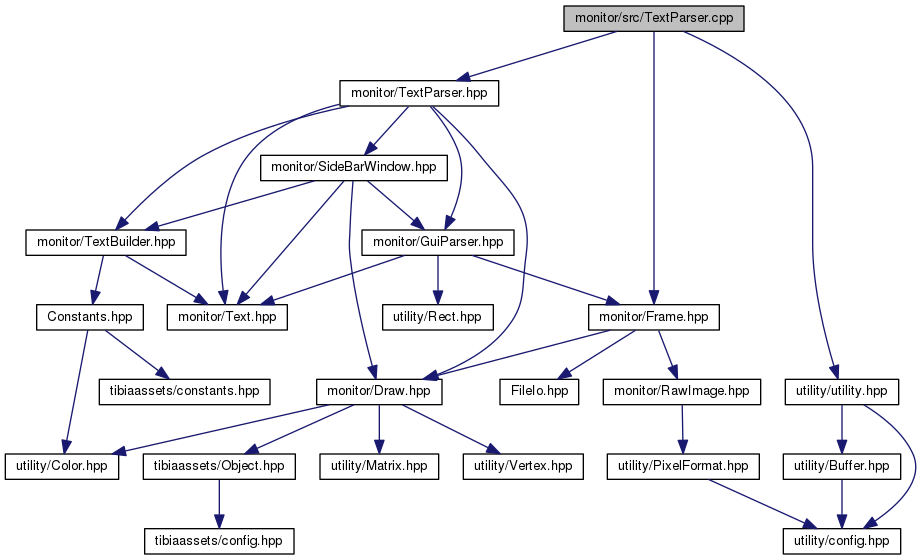 monitor/src/TextParser.cpp
monitor/TextParser.hpp
monitor/SideBarWindow.hpp
monitor/TextBuilder.hpp
monitor/GuiParser.hpp
Constants.hpp
monitor/Text.hpp
utility/Rect.hpp
monitor/Frame.hpp
tibiaassets/constants.hpp
monitor/Draw.hpp
FileIo.hpp
monitor/RawImage.hpp
utility/utility.hpp
utility/Color.hpp
tibiaassets/Object.hpp
utility/Matrix.hpp
utility/Vertex.hpp
utility/PixelFormat.hpp
utility/Buffer.hpp
tibiaassets/config.hpp
utility/config.hpp